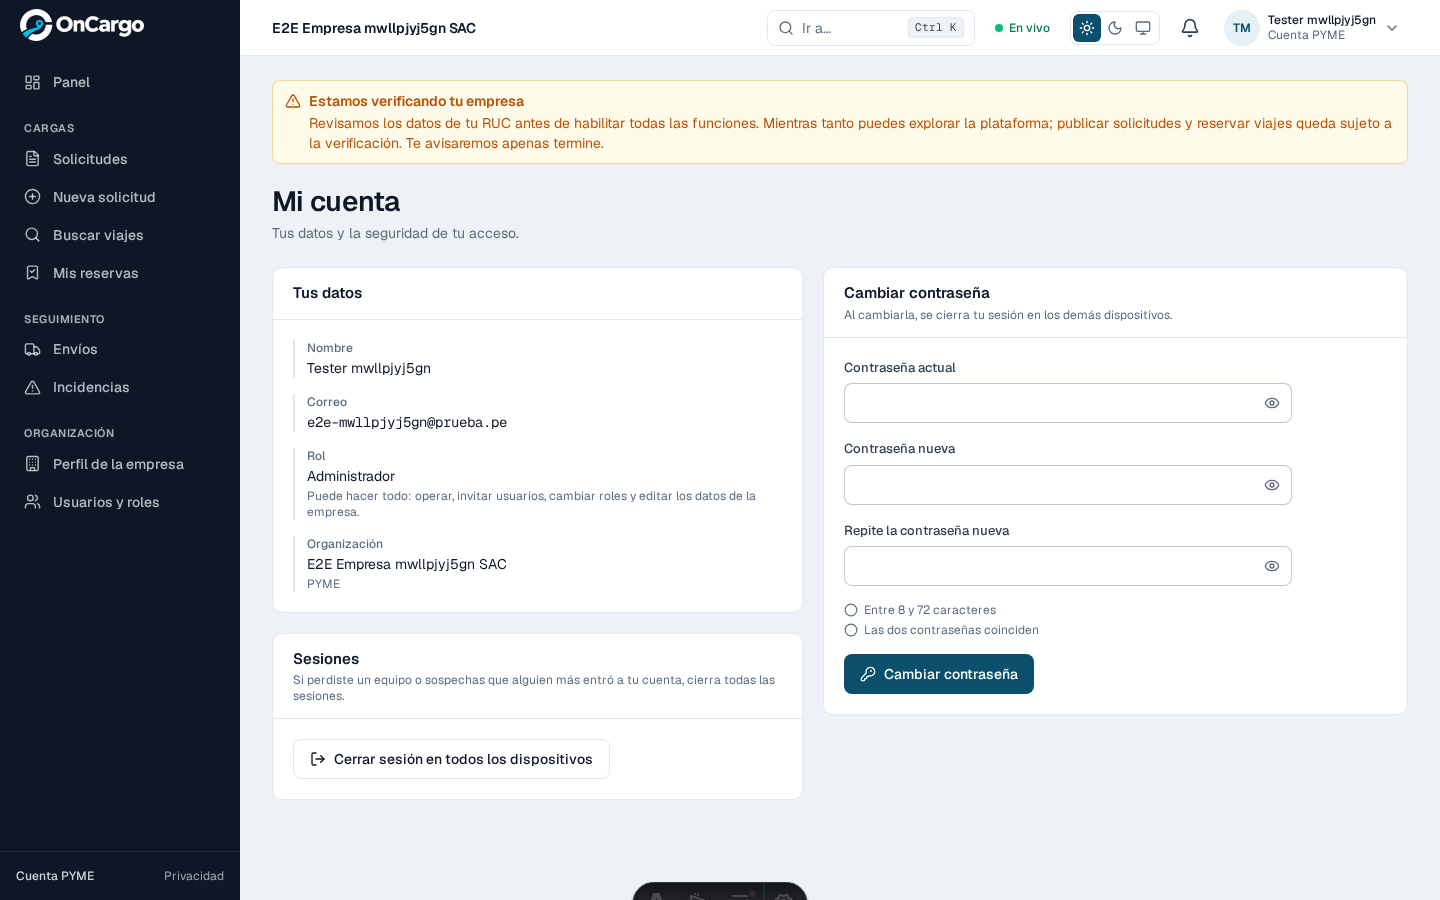 OnCargo
Panel
CARGAS
Solicitudes
Nueva solicitud
Buscar viajes
Mis reservas
SEGUIMIENTO
Envíos
Incidencias
ORGANIZACIÓN
Perfil de la empresa
Usuarios y roles
Cuenta PYME
Privacidad
E2E Empresa mwllpjyj5gn SAC
Ir a...
Ctrl K
En vivo
TM
Tester mwllpjyj5gn
Cuenta PYME
Estamos verificando tu empresa
Revisamos los datos de tu RUC antes de habilitar todas las funciones. Mientras tanto puedes explorar la plataforma; publicar solicitudes y reservar viajes queda sujeto a
la verificación. Te avisaremos apenas termine.
Mi cuenta
Tus datos y la seguridad de tu acceso.
Tus datos
Nombre
Tester mwllpjyj5gn
Correo
e2e-mwllpjyj5gn@prueba.pe
Rol
Administrador
Puede hacer todo: operar, invitar usuarios, cambiar roles y editar los datos de la
empresa.
Organización
E2E Empresa mwllpjyj5gn SAC
PYME
Sesiones
Si perdiste un equipo o sospechas que alguien más entró a tu cuenta, cierra todas las
sesiones.
Cerrar sesión en todos los dispositivos
Cambiar contraseña
Al cambiarla, se cierra tu sesión en los demás dispositivos.
Contraseña actual
Contraseña nueva
Repite la contraseña nueva
Entre 8 y 72 caracteres
Las dos contraseñas coinciden
Cambiar contraseña